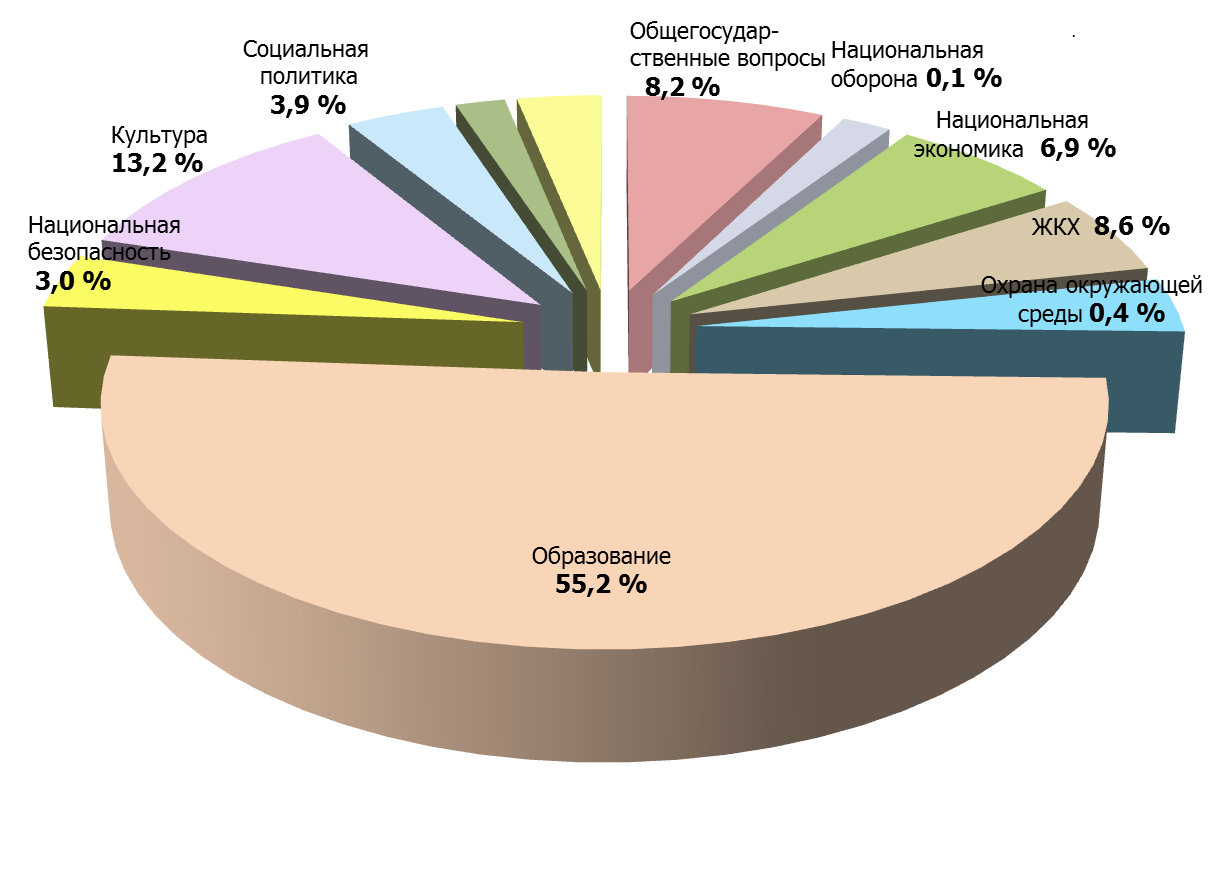 Общегосудар-
ственные вопросы
8,2 %
Национальная
оборона 0,1 %
Национальная
экономика 6,9 %
ЖКХ 8,6 %
Охрана окружающей
среды 0,4 %
Образование
55,2 %
Национальная
безопасность
3,0 %
Культура
13,2 %
Социальная
политика
3,9 %